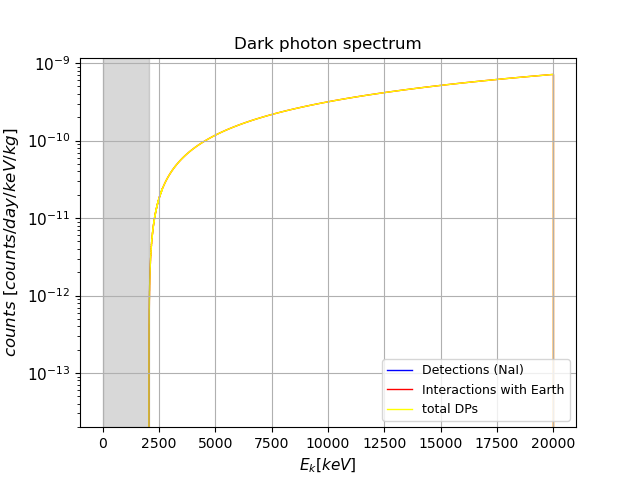 Dark photon spectrum
counts [counts/day/keV/kg]
10⁻⁹
10⁻¹⁰
10⁻¹¹
10⁻¹²
10⁻¹³
Detections (NaI)
Interactions with Earth
total DPs
0 2500 5000 7500 10000 12500 15000 17500 20000
Eₖ[keV]